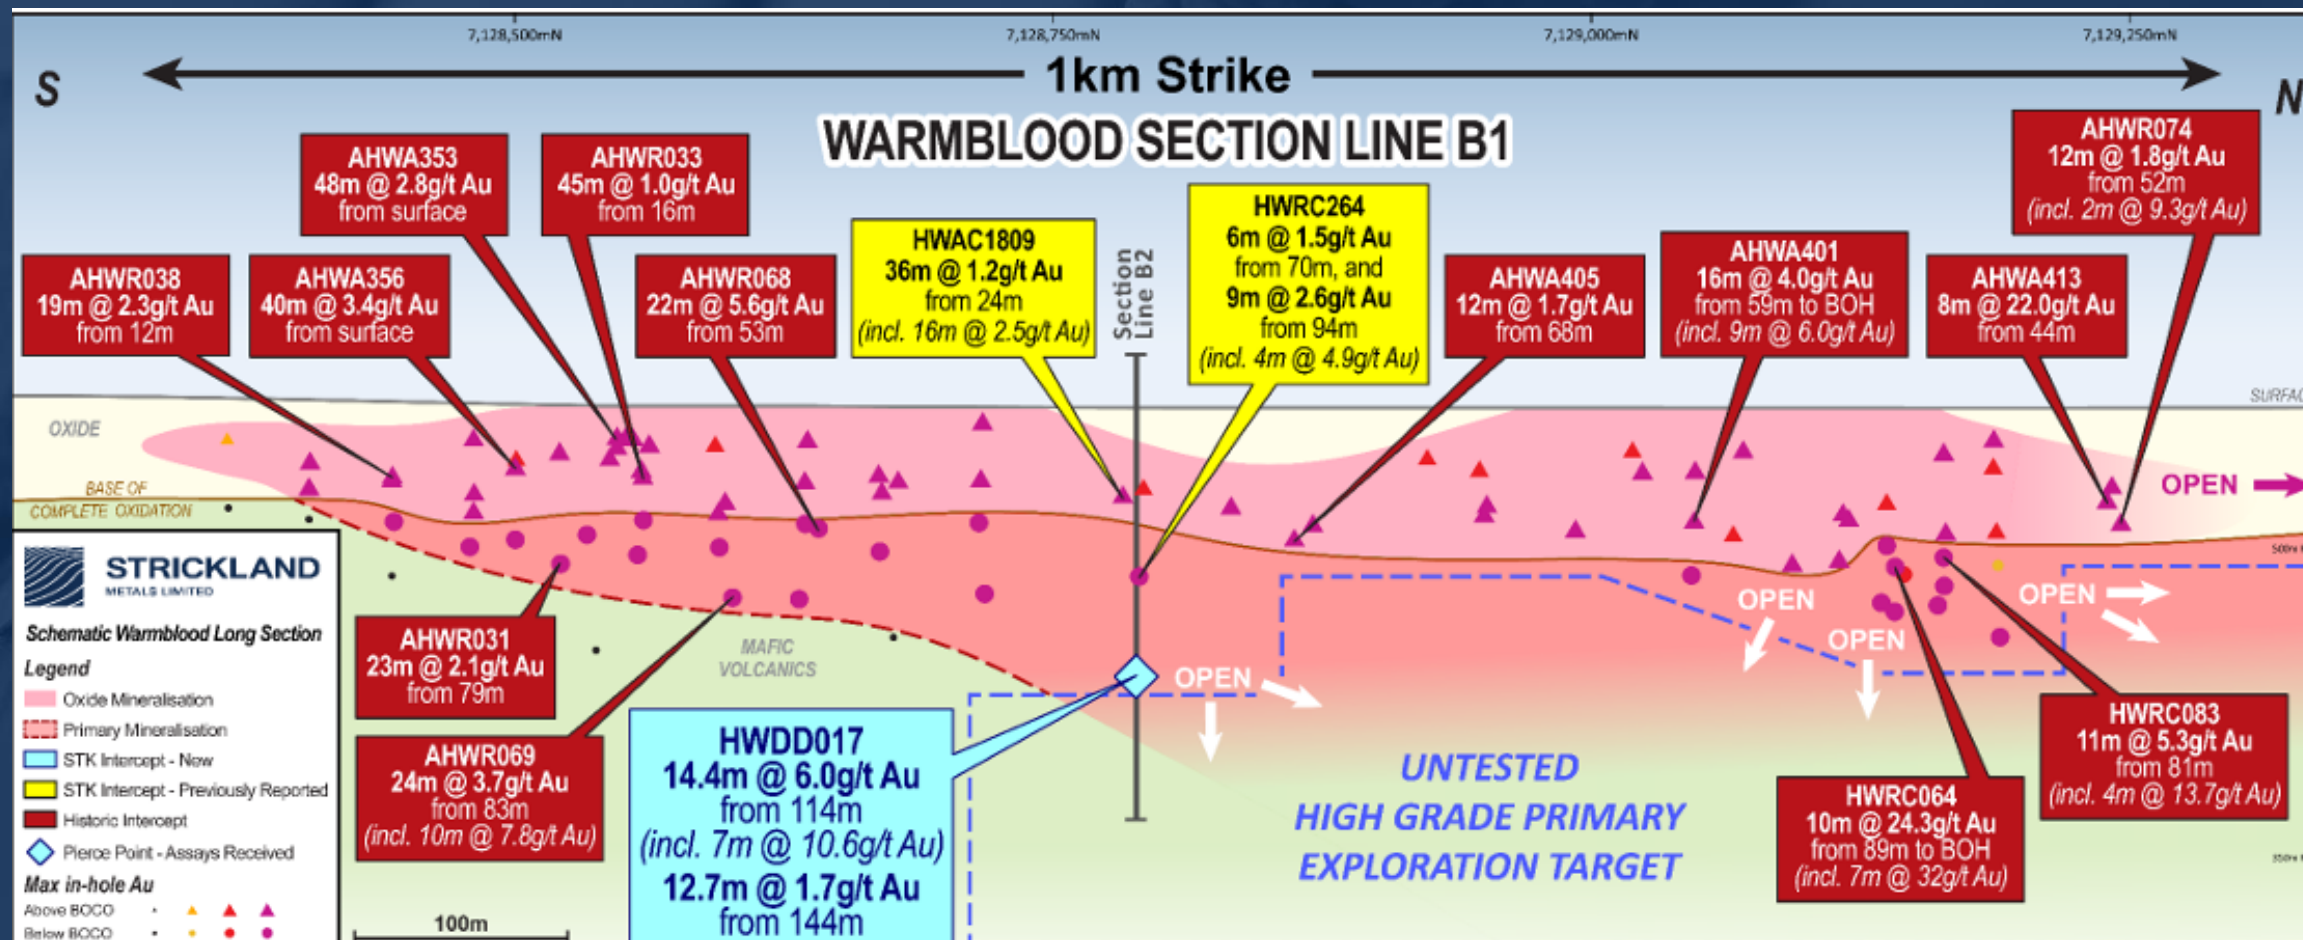 7,128,500mN
7,128,750mN
7,129,000mN
7,129,250mN
S
1km Strike
N
WARMBLOOD SECTION LINE B1
AHWR038
19m @ 2.3g/t Au
from 12m
AHWA353
48m @ 2.8g/t Au
from surface
AHWA356
40m @ 3.4g/t Au
from surface
AHWR033
45m @ 1.0g/t Au
from 16m
AHWR068
22m @ 5.6g/t Au
from 53m
HWAC1809
36m @ 1.2g/t Au
from 24m
(incl. 16m @ 2.5g/t Au)
Section
Line B2
HWRC264
6m @ 1.5g/t Au
from 70m, and
9m @ 2.6g/t Au
from 94m
(incl. 4m @ 4.9g/t Au)
AHWA405
12m @ 1.7g/t Au
from 68m
AHWA401
16m @ 4.0g/t Au
from 59m to BOH
(incl. 9m @ 6.0g/t Au)
AHWA413
8m @ 22.0g/t Au
from 44m
AHWR074
12m @ 1.8g/t Au
from 52m
(incl. 2m @ 9.3g/t Au)
SURFAC
OXIDE
BASE OF
COMPLETE OXIDATION
OPEN
500m
STRICKLAND
METALS LIMITED
Schematic Warmblood Long Section
Legend
Oxide Mineralisation
Primary Mineralisation
STK Intercept - New
STK Intercept - Previously Reported
Historic Intercept
Pierce Point - Assays Received
Max in-hole Au
Above BOCO
Below BOCO
AHWR031
23m @ 2.1g/t Au
from 79m
AHWR069
24m @ 3.7g/t Au
from 83m
(incl. 10m @ 7.8g/t Au)
100m
MAFIC
VOLCANICS
HWDD017
14.4m @ 6.0g/t Au
from 114m
(incl. 7m @ 10.6g/t Au)
12.7m @ 1.7g/t Au
from 144m
OPEN
OPEN
OPEN
OPEN
UNTESTED
HIGH GRADE PRIMARY
EXPLORATION TARGET
HWRC064
10m @ 24.3g/t Au
from 89m to BOH
(incl. 7m @ 32g/t Au)
HWRC083
11m @ 5.3g/t Au
from 81m
(incl. 4m @ 13.7g/t Au)
350m